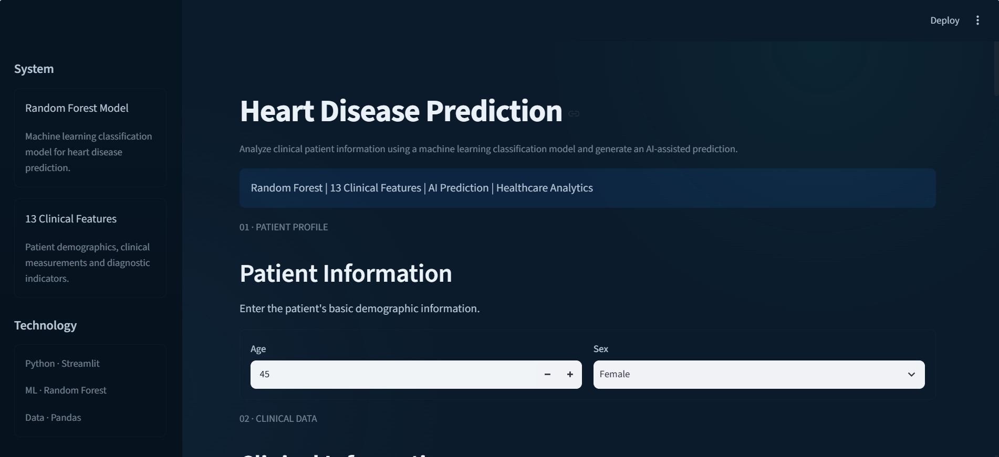 Deploy
System
Random Forest Model
Machine learning classification
model for heart disease
prediction.
13 Clinical Features
Patient demographics, clinical
measurements and diagnostic
indicators.
Technology
Python · Streamlit
ML · Random Forest
Data · Pandas
Heart Disease Prediction
Analyze clinical patient information using a machine learning classification model and generate an AI-assisted prediction.
Random Forest | 13 Clinical Features | AI Prediction | Healthcare Analytics
01 · PATIENT PROFILE
Patient Information
Enter the patient's basic demographic information.
Age
Sex
45
Female
02 · CLINICAL DATA